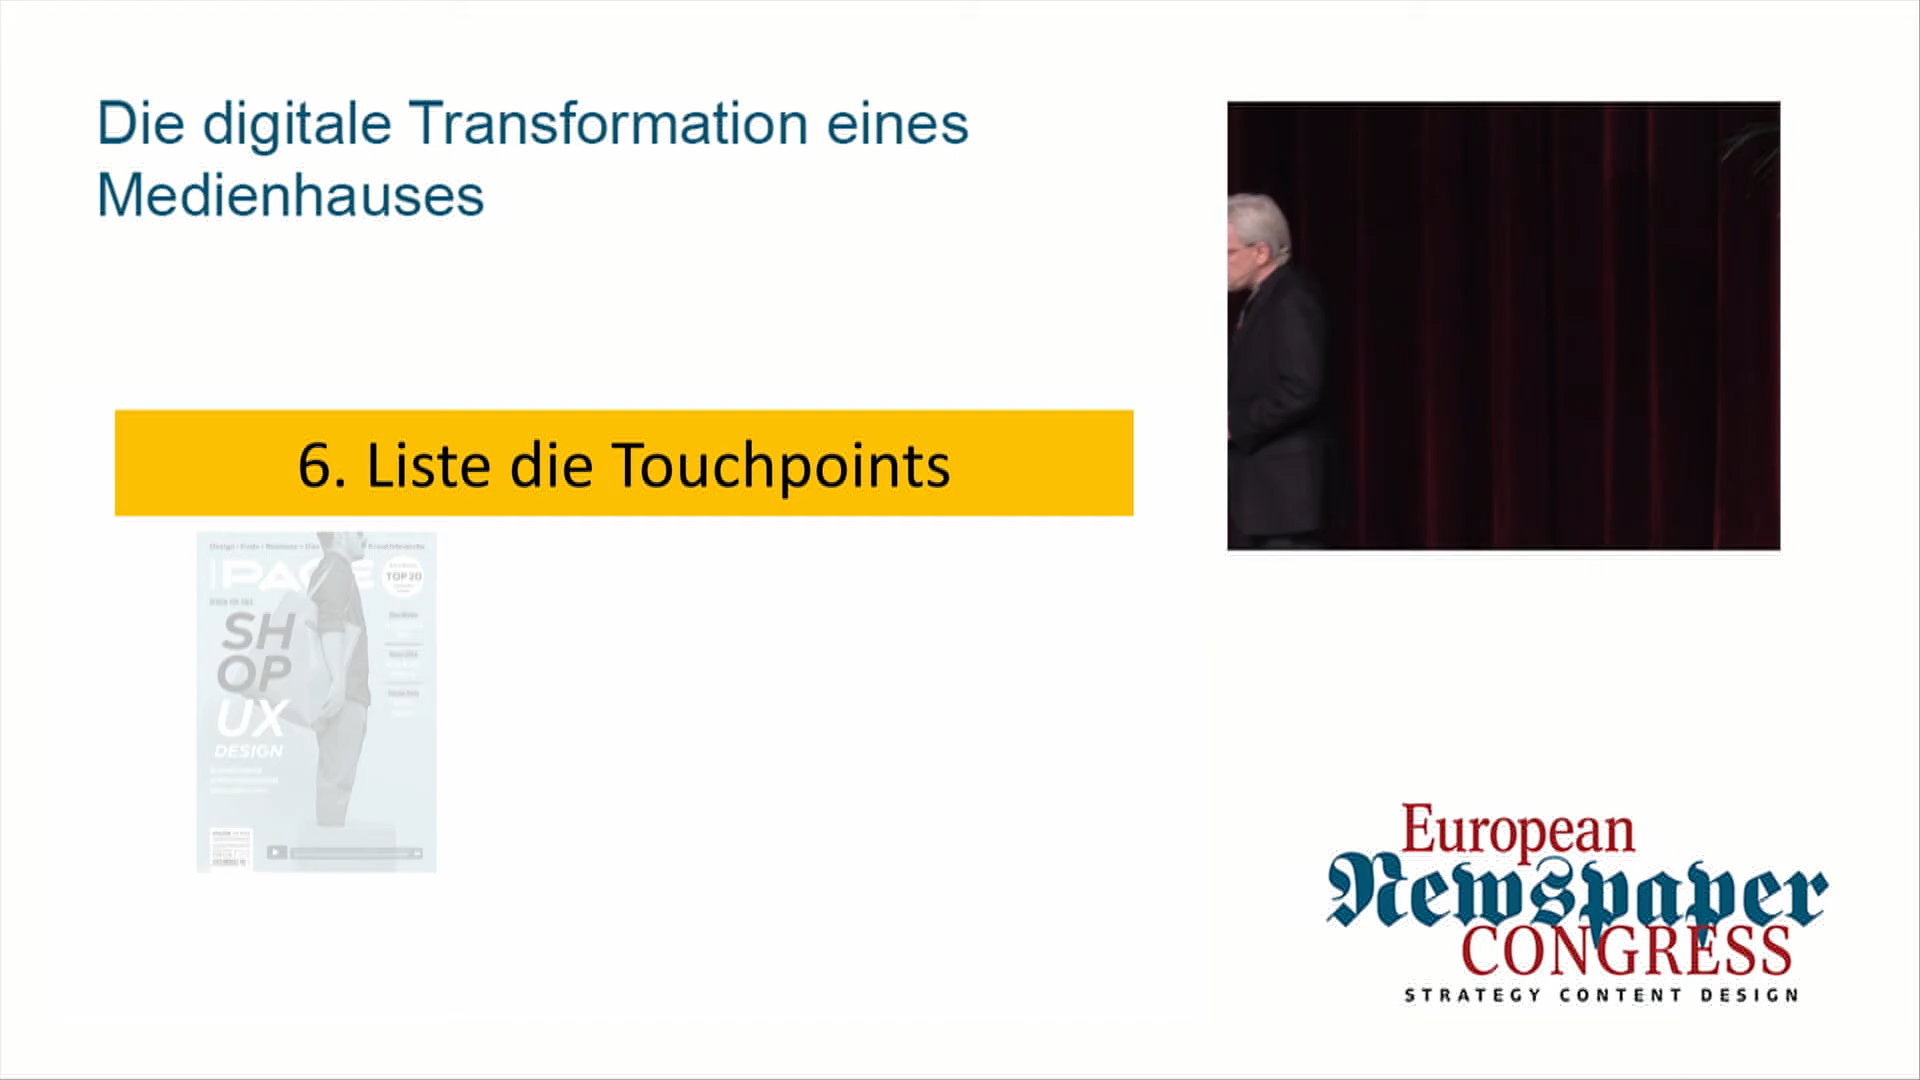 Die digitale Transformation eines
Medienhauses
6. Liste die Touchpoints
PAGE
TOP 20
SH
OP
UX
DESIGN
European
Newspaper
CONGRESS
STRATEGY CONTENT DESIGN